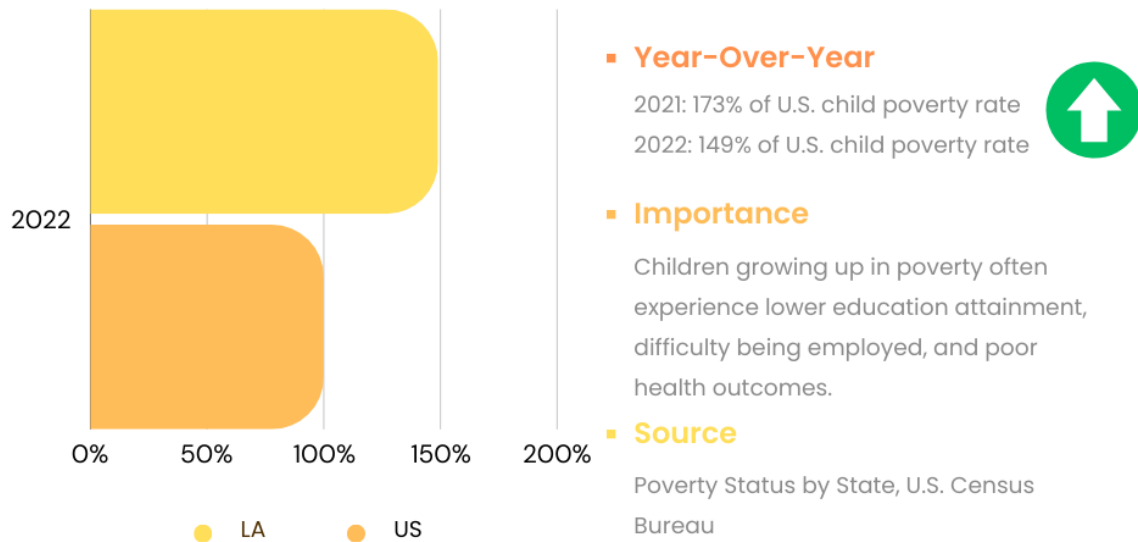 2022
0%
50%
100%
150%
200%
LA
US
Year-Over-Year
2021: 173% of U.S. child poverty rate
2022: 149% of U.S. child poverty rate
Importance
Children growing up in poverty often
experience lower education attainment,
difficulty being employed, and poor
health outcomes.
Source
Poverty Status by State, U.S. Census
Bureau